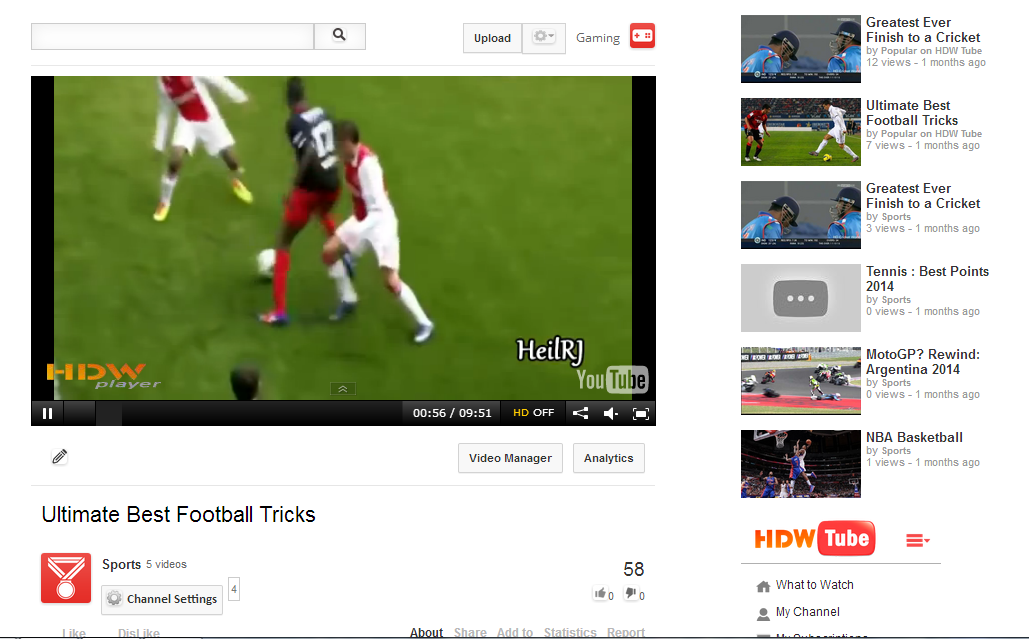 Upload
Gaming
0
HeilRJ
HDW
player
YouTube
00:56 / 09:51
HD OFF
Video Manager
Analytics
Ultimate Best Football Tricks
Sports 5 videos
Channel Settings
4
58
0
0
Like
DisLike
About
Share
Add to
Statistics
Report
Greatest Ever
Finish to a Cricket
by Popular on HDW Tube
12 views - 1 months ago
Ultimate Best
Football Tricks
by Popular on HDW Tube
7 views - 1 months ago
Greatest Ever
Finish to a Cricket
by Sports
3 views - 1 months ago
Tennis : Best Points
2014
by Sports
0 views - 1 months ago
MotoGP? Rewind:
Argentina 2014
by Sports
0 views - 1 months ago
NBA Basketball
by Sports
1 views - 1 months ago
HDW Tube
What to Watch
My Channel
My Subscriptions